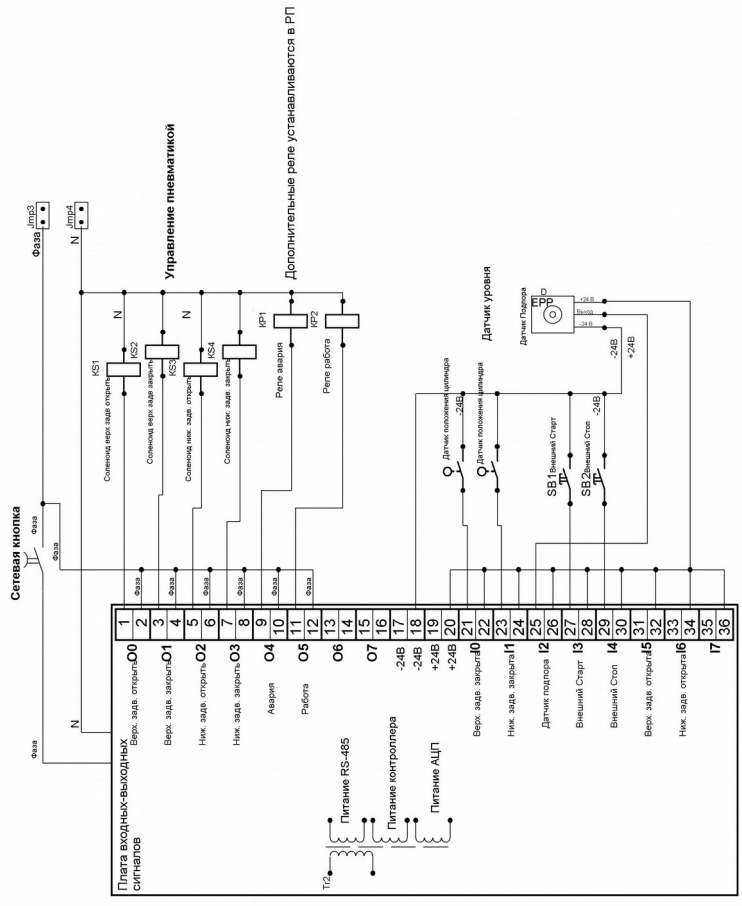 Jmp3
Фаза
Jmp4
N
Управление пневматикой
Дополнительные реле устанавливаются в РП
N
N
KS1
KS2
KS3
KS4
KP1
KP2
Соленоид верх задв открыть
Соленоид верх задв закрыть
Соленоид ниж. задв. открыть
Соленоид ниж. задв. закрыть
Реле авария
Реле работа
Датчик уровня
Датчик Подпора
D
EPP
+24 В
Выход
-24 В
-24В
+24В
Сетевая кнопка
Фаза
Фаза
Фаза
Фаза
Фаза
Фаза
Фаза
Фаза
Датчик положения цилиндра
-24В
Датчик положения цилиндра
SB1 Внешний Старт
SB2 Внешний Стоп
-24В
Фаза
N
1
2
3
4
5
6
7
8
9
10
11
12
13
14
15
16
17
18
19
20
21
22
23
24
25
26
27
28
29
30
31
32
33
34
35
36
O0
O1
O2
O3
O4
O5
O6
O7
-24В
-24В
+24В
+24В
I0
I1
I2
I3
I4
I5
I6
I7
Верх. задв. открыть
Верх. задв. закрыть
Ниж. задв. открыть
Ниж. задв. закрыть
Авария
Работа
Верх. задв. закрыта
Ниж. задв. закрыта
Датчик подпора
Внешний Старт
Внешний Стоп
Верх. задв. открыта
Ниж. задв. открыта
Плата входных-выходных
сигналов
Питание RS-485
Питание контроллера
Питание АЦП
Tr2